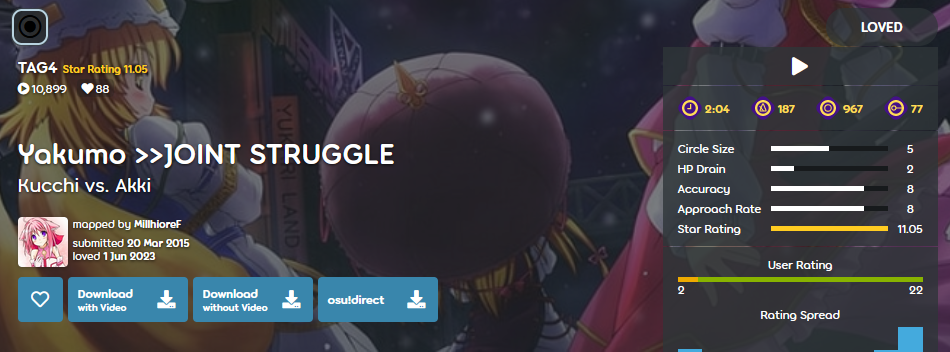 LOVED
TAG4 Star Rating 11.05
10,899 88
Yakumo >>JOINT STRUGGLE
Kucchi vs. Akki
mapped by MillhioreF
submitted 20 Mar 2015
loved 1 Jun 2023
Download
with Video
Download
without Video
osu!direct
2:04 187 967 77
Circle Size 5
HP Drain 2
Accuracy 8
Approach Rate 8
Star Rating 11.05
User Rating
2 22
Rating Spread
YUKARI LAND